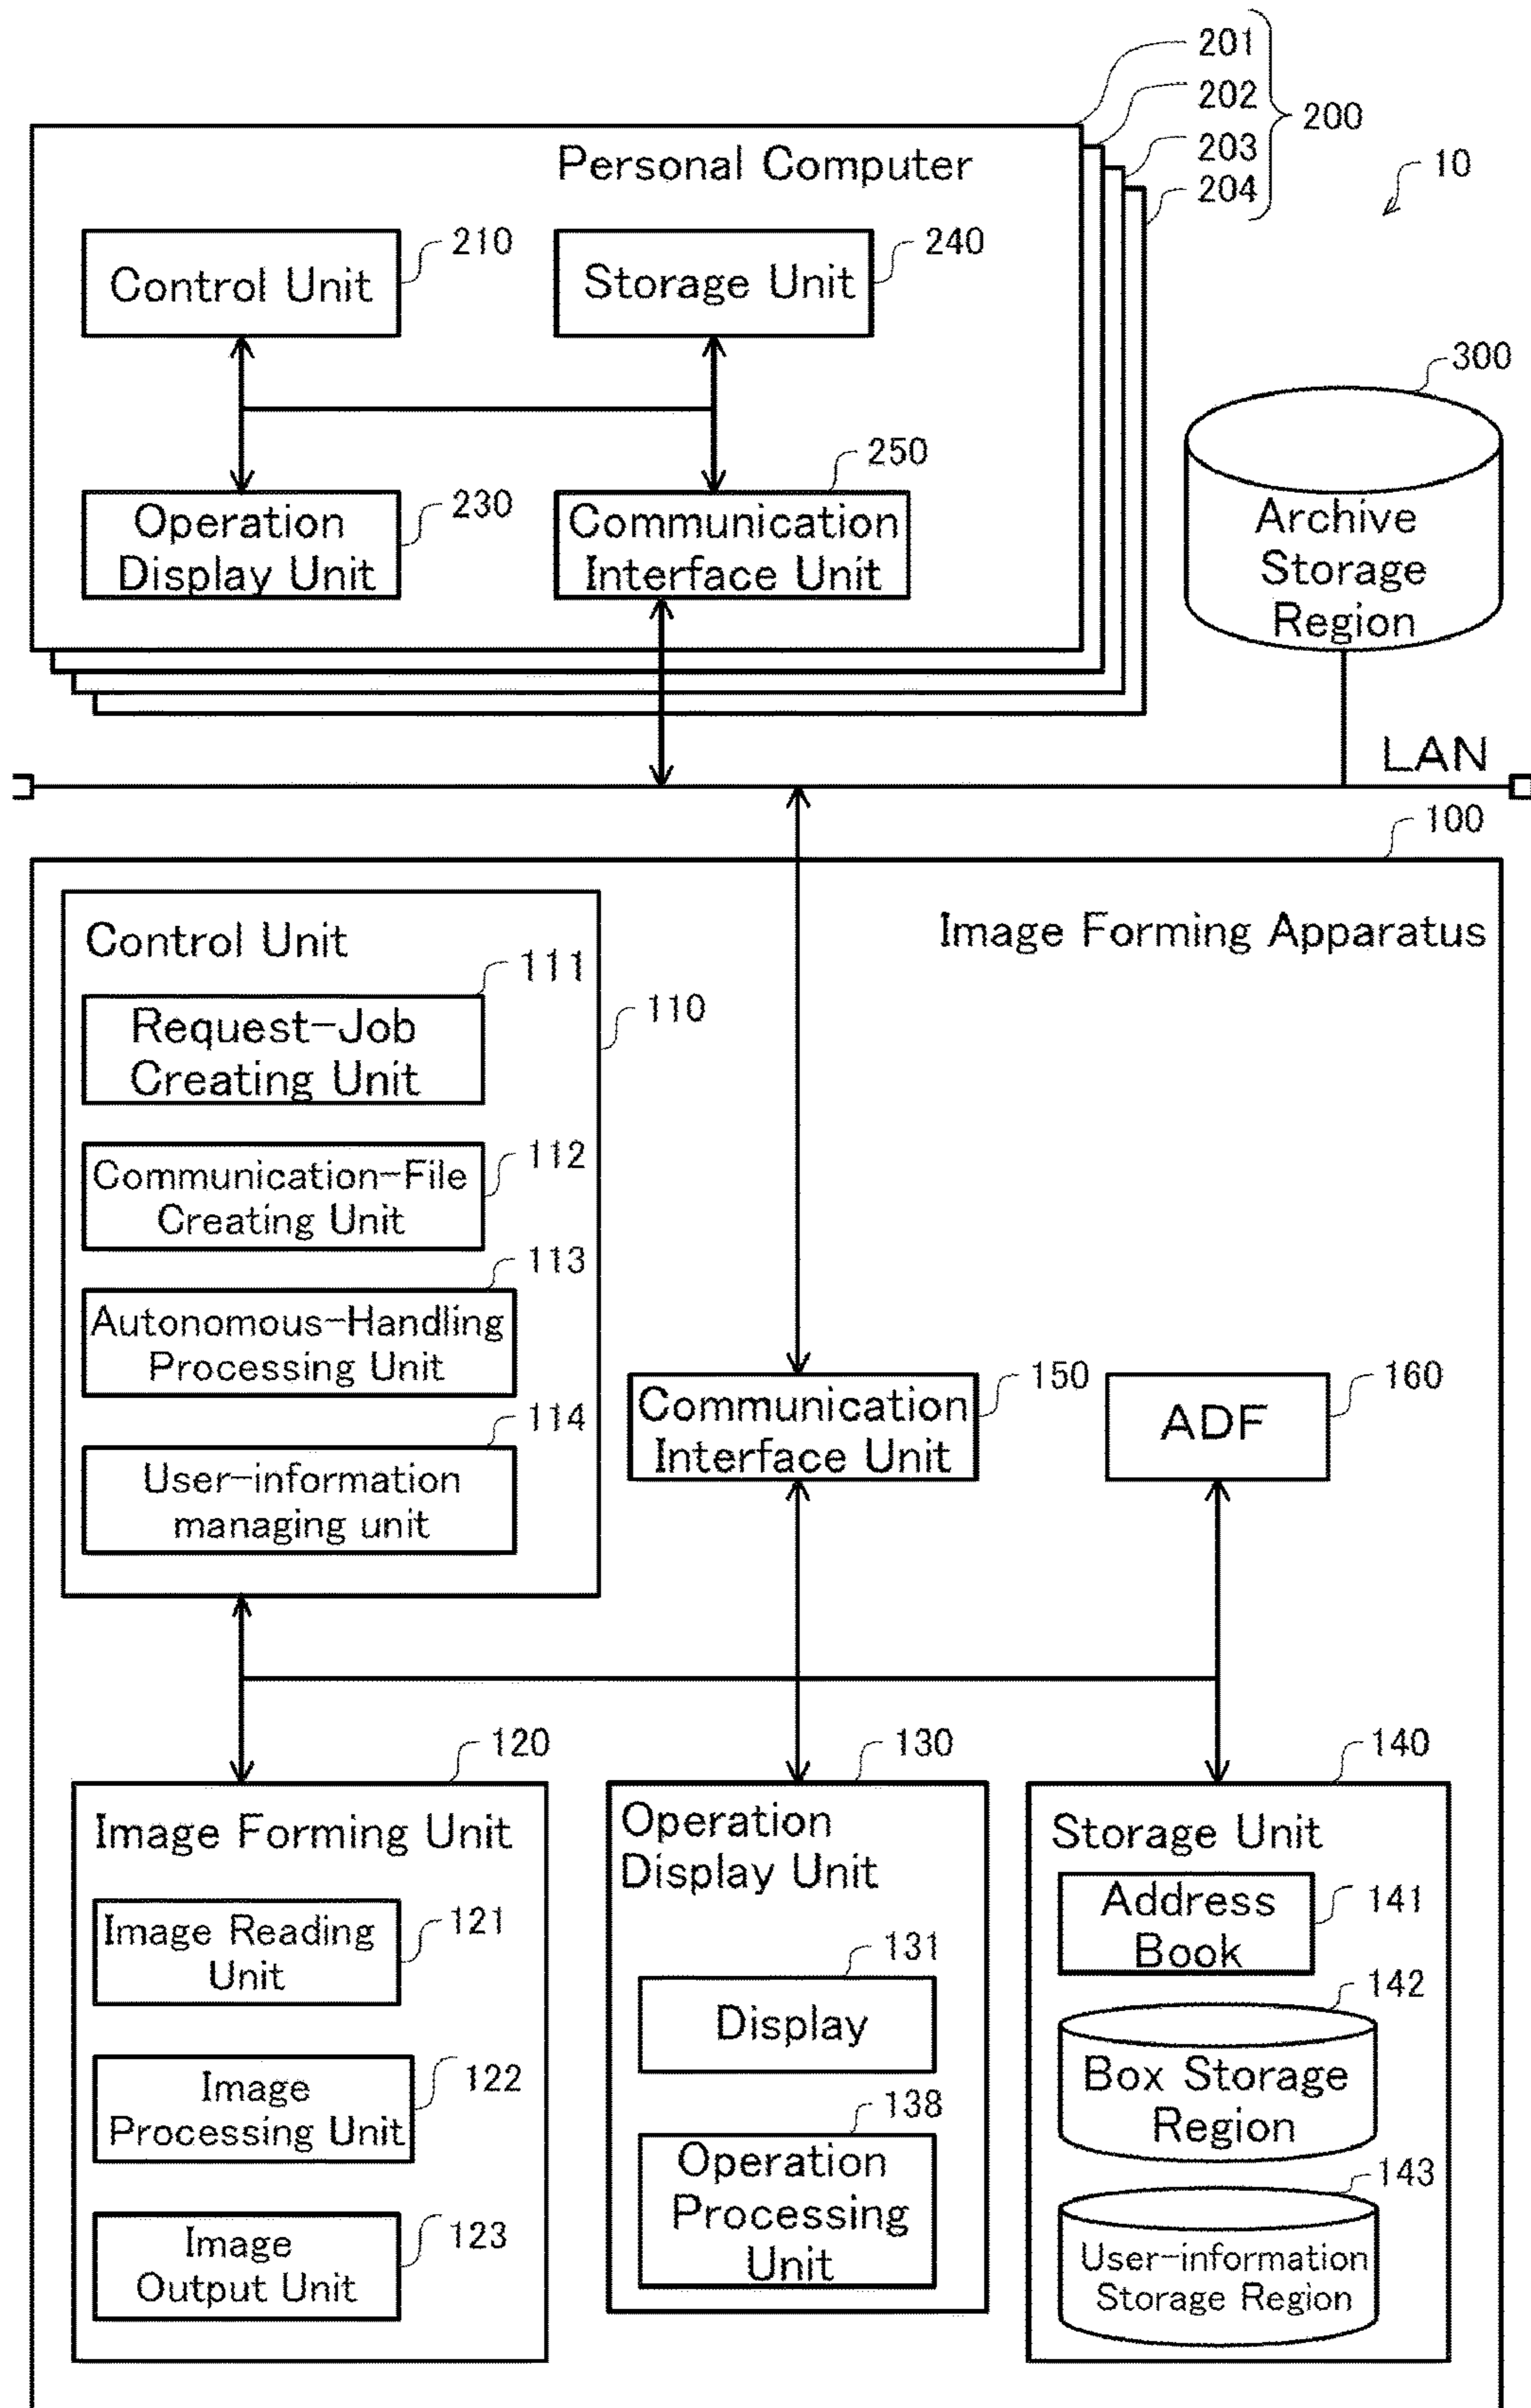 201
202
203
204
200
10
Personal Computer
Control Unit
210
Storage Unit
240
300
Operation
Display Unit
230
Communication
Interface Unit
250
Archive
Storage
Region
LAN
100
Image Forming Apparatus
Control Unit
110
111
Request-Job
Creating Unit
112
Communication-File
Creating Unit
113
Autonomous-Handling
Processing Unit
114
User-information
managing unit
Communication
Interface Unit
150
ADF
160
120
Image Forming Unit
Image Reading
Unit
121
Image
Processing Unit
122
Image
Output Unit
123
130
Operation
Display Unit
131
Display
138
Operation
Processing
Unit
140
Storage Unit
Address
Book
141
142
Box Storage
Region
143
User-information
Storage Region